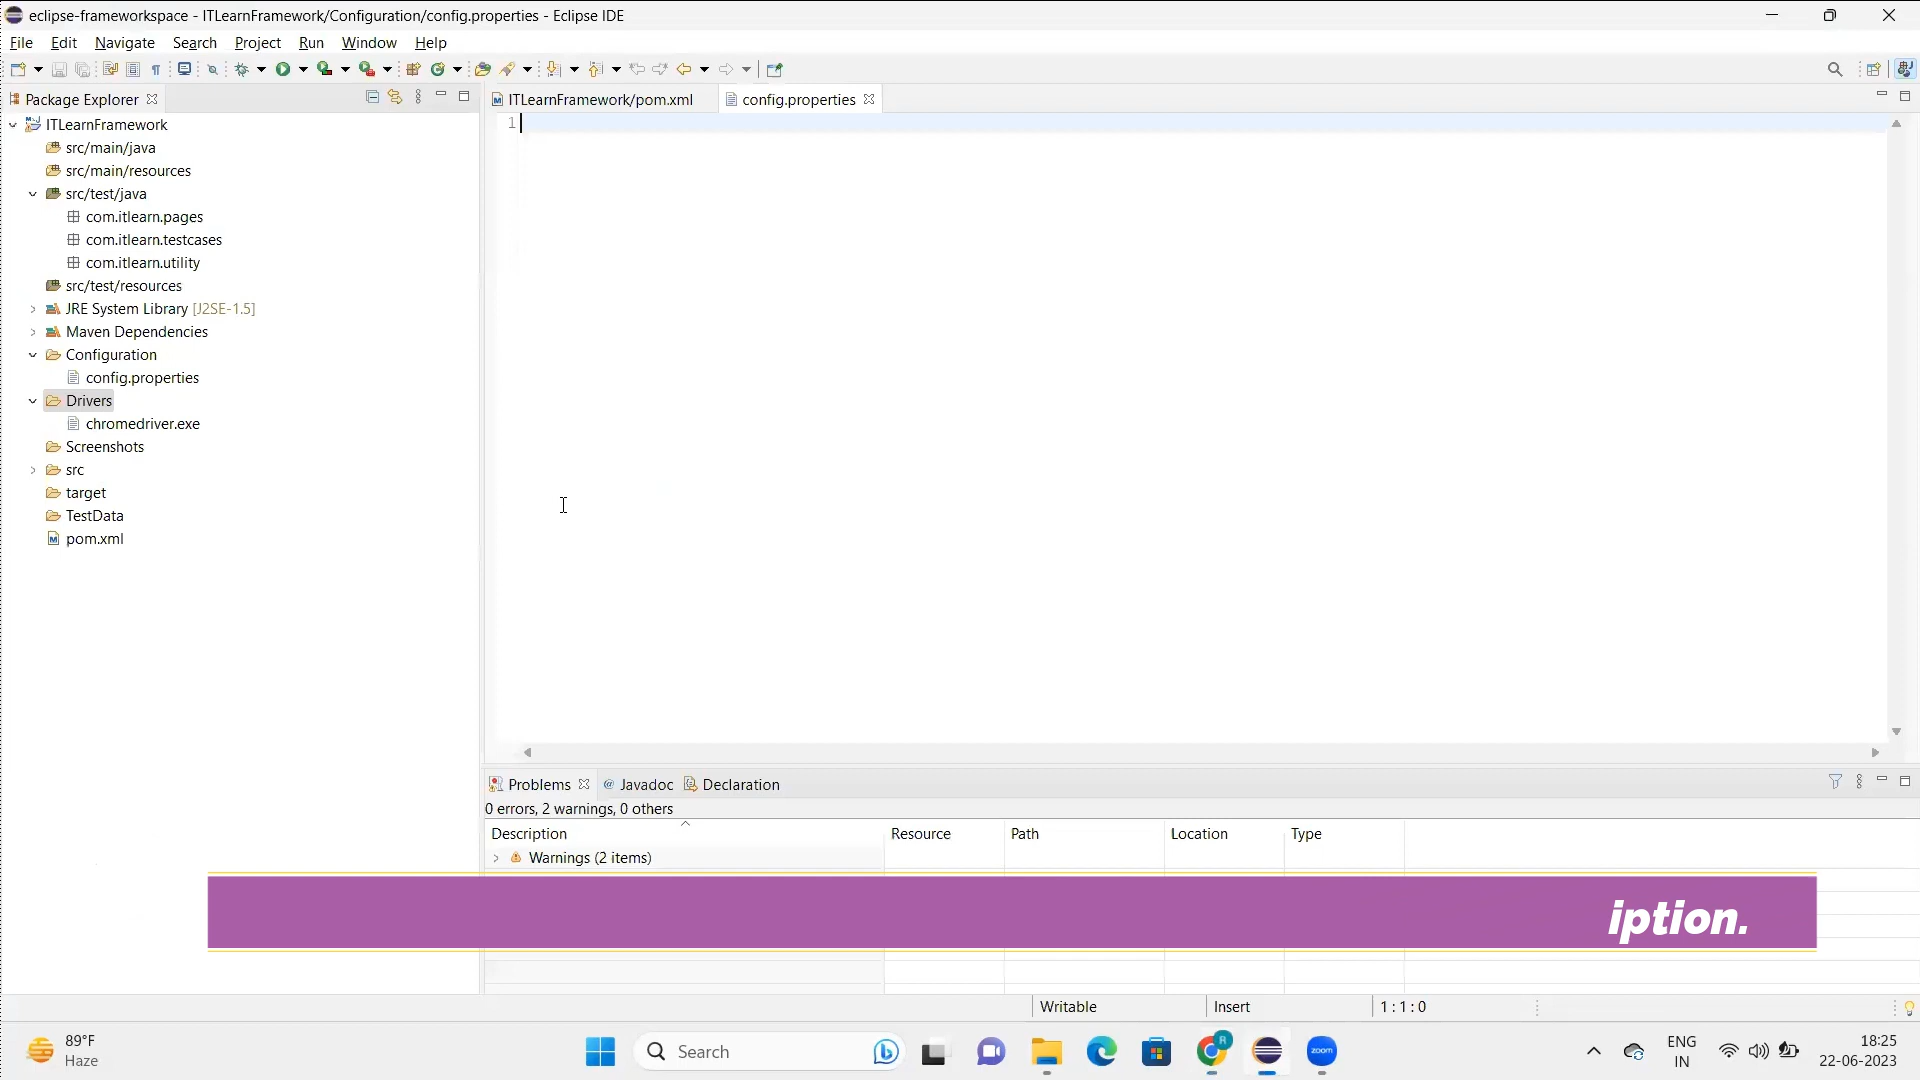 eclipse-frameworkspace - ITLearnFramework/Configuration/config.properties - Eclipse IDE
File Edit Navigate Search Project Run Window Help
Package Explorer
ITLearnFramework/pom.xml config.properties
1
ITLearnFramework
src/main/java
src/main/resources
src/test/java
com.itlearn.pages
com.itlearn.testcases
com.itlearn.utility
src/test/resources
JRE System Library [J2SE-1.5]
Maven Dependencies
Configuration
config.properties
Drivers
chromedriver.exe
Screenshots
src
target
TestData
pom.xml
Problems @ Javadoc Declaration
0 errors, 2 warnings, 0 others
Description Resource Path Location Type
Warnings (2 items)
iption.
Writable Insert 1 : 1 : 0
89°F
Haze
Search
zoom
R
ENG
IN
18:25
22-06-2023